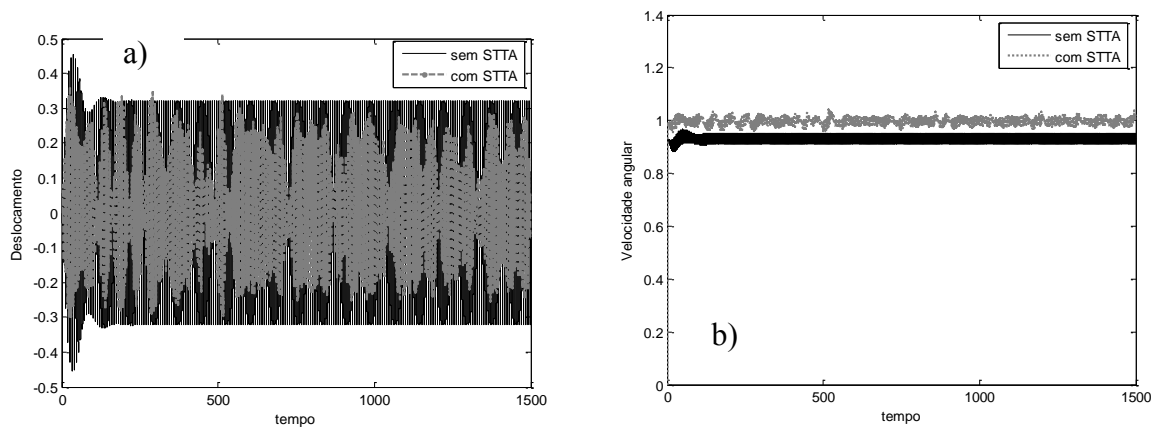 a)
sem STTA
com STTA
Deslocamento
0.5
0.4
0.3
0.2
0.1
0
-0.1
-0.2
-0.3
-0.4
-0.5
0 500 1000 1500
tempo
sem STTA
com STTA
Velocidade angular
1.4
1.2
1
0.8
0.6
0.4
0.2
0
b)
0 500 1000 1500
tempo